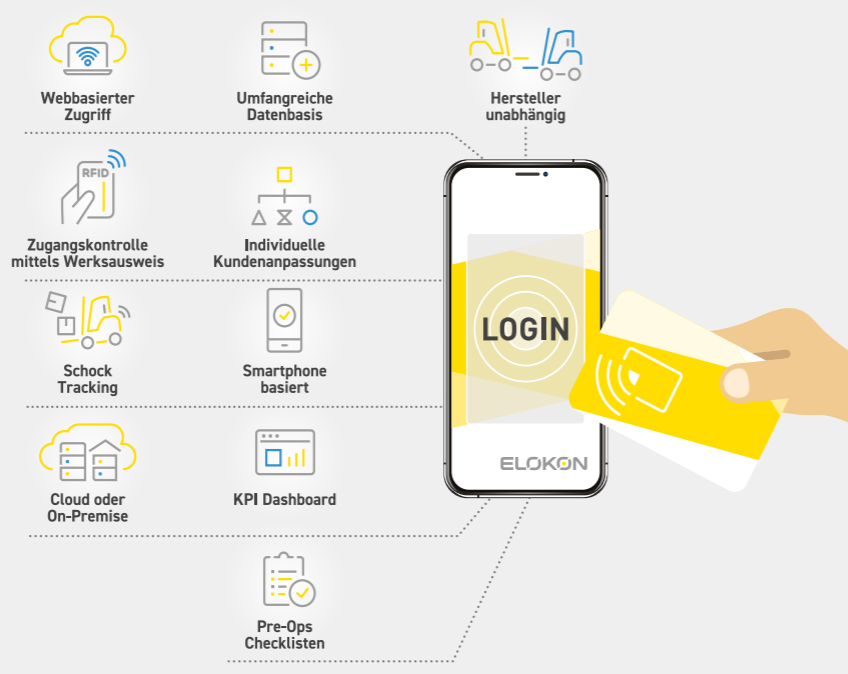 Webbasierter
Zugriff
Umfangreiche
Datenbasis
Hersteller
unabhängig
RFID
Zugangskontrolle
mittels Werksausweis
Individuelle
Kundenanpassungen
Schock
Tracking
Smartphone
basiert
LOGIN
Cloud oder
On-Premise
KPI Dashboard
ELOKON
Pre-Ops
Checklisten